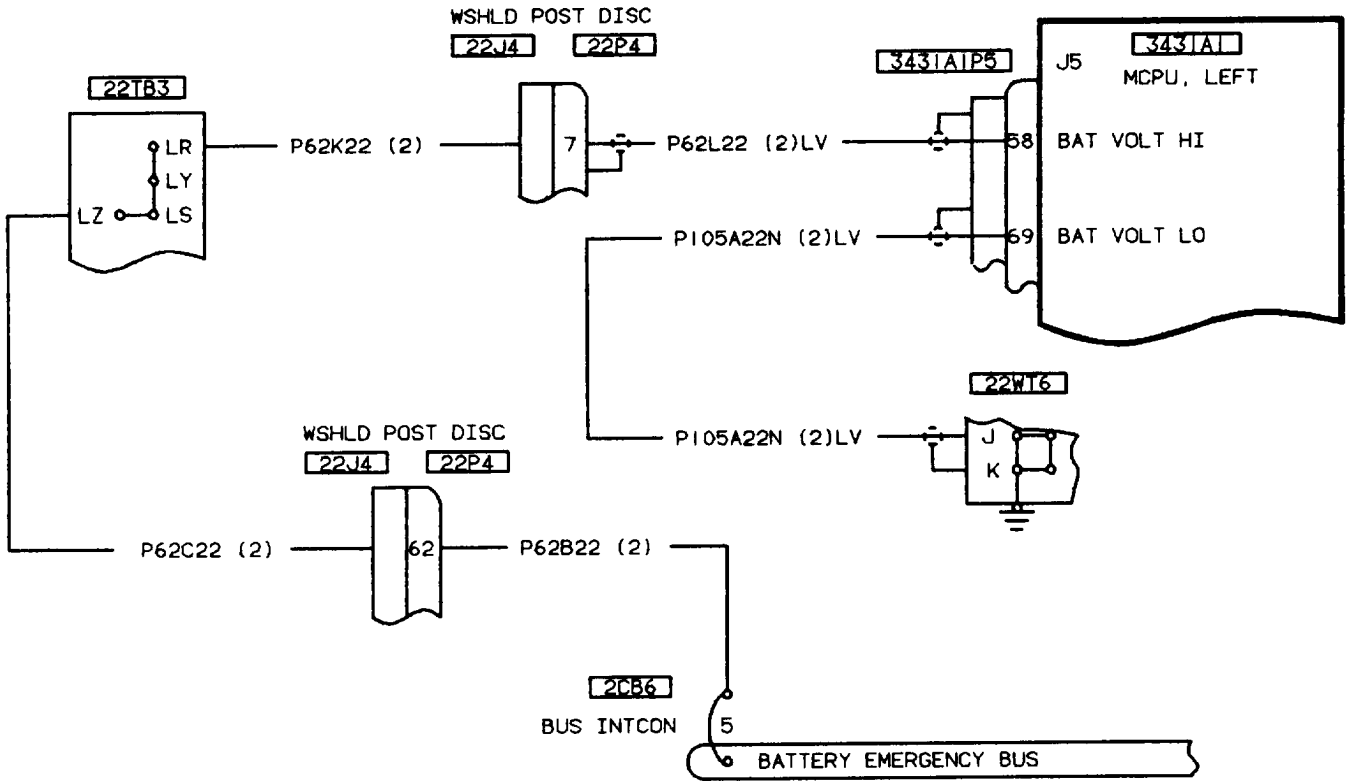 WSHLD POST DISC
22J4 22P4
3431A1P5
J5
3431A1
MCPU, LEFT
22TB3
LR
LY
LZ LS
P62K22 (2)
7
P62L22 (2)LV
58 BAT VOLT HI
P105A22N (2)LV
69 BAT VOLT LO
22WT6
P105A22N (2)LV
J
K
WSHLD POST DISC
22J4 22P4
P62C22 (2)
62
P62B22 (2)
2CB6
BUS INTCON 5
BATTERY EMERGENCY BUS